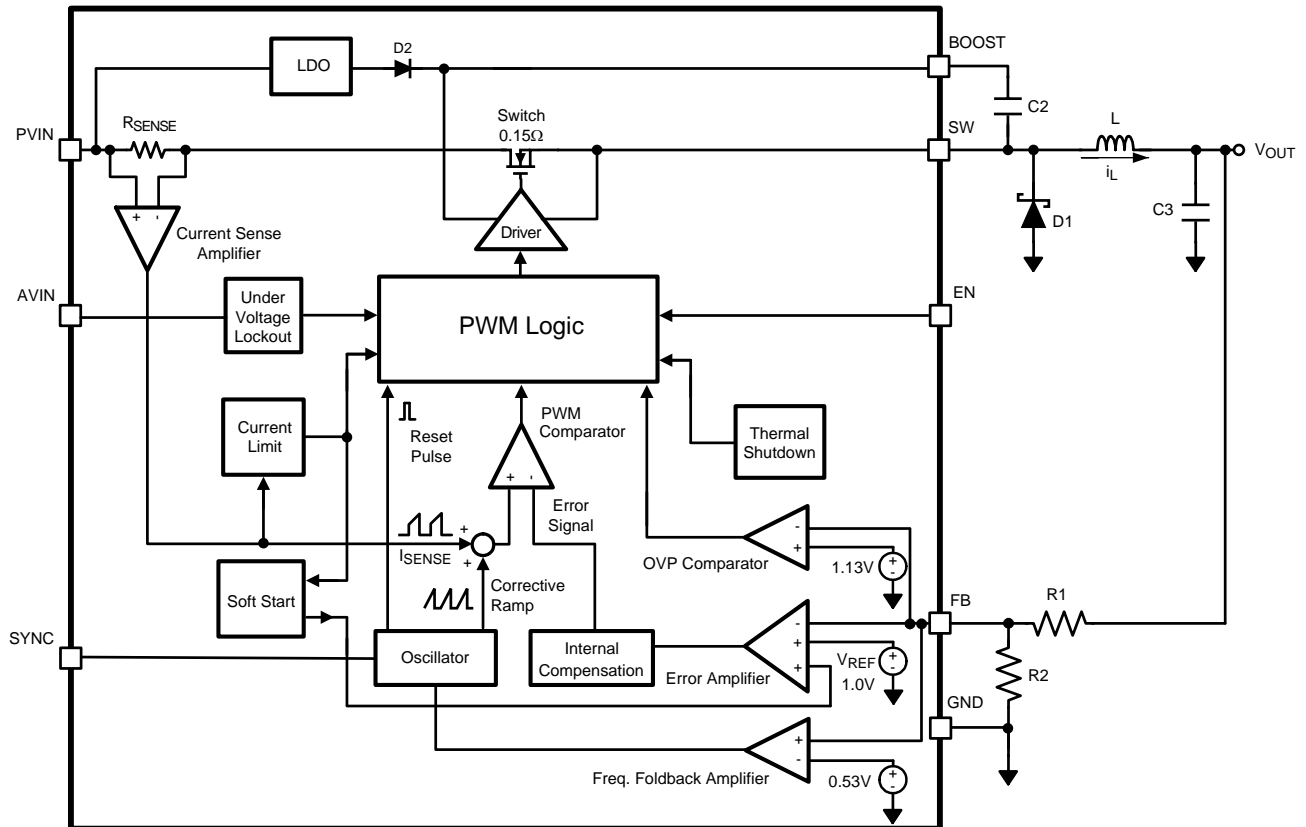 BOOST
LDO
D2
C2
PVIN
RSENSE
Switch
0.15Ω
SW
L
VOUT
iL
+ -
D1
C3
Driver
Current Sense
Amplifier
AVIN
Under
Voltage
Lockout
PWM Logic
EN
Current
Limit
Reset
Pulse
PWM
Comparator
Thermal
Shutdown
+ -
Error
Signal
-
+
+
ISENSE
+
1.13V
+
-
OVP Comparator
Soft Start
Corrective
Ramp
FB
R1
SYNC
Oscillator
Internal
Compensation
-
+
+
VREF
1.0V
+
-
Error Amplifier
R2
GND
+
-
Freq. Foldback Amplifier
0.53V
+
-